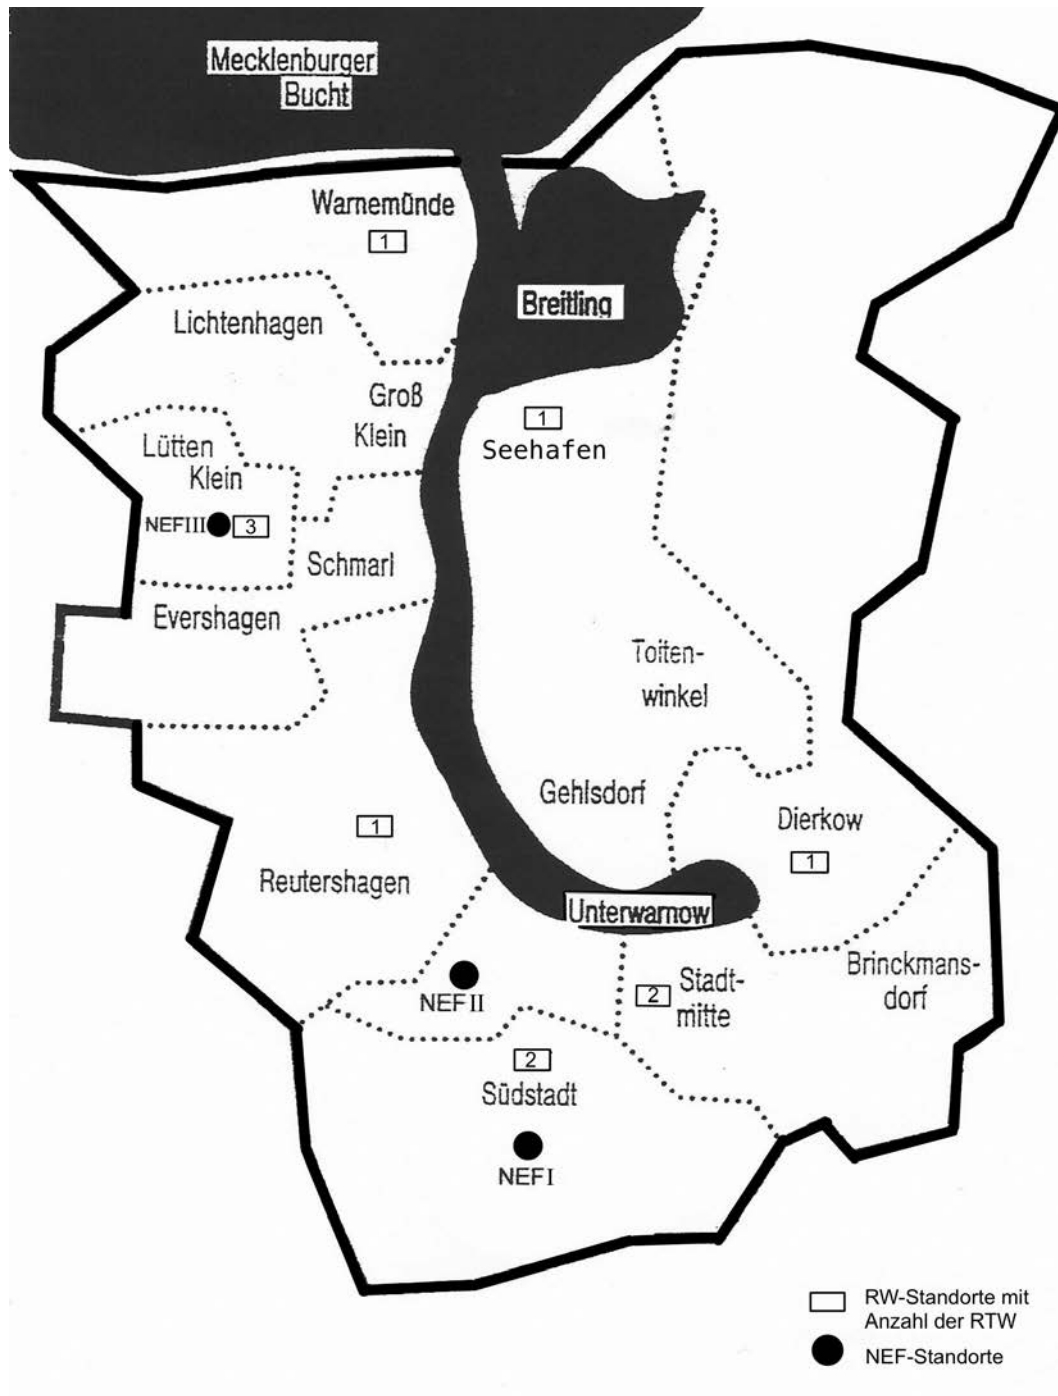 Mecklenburger
Bucht
Warnemünde
1
Breitling
Lichtenhagen
Groß
Klein
1
Seehafen
Lütten
Klein
NEFIII
3
Schmarl
Evershagen
Toiten-
winkel
Gehlsdorf
Dierkow
1
1
Reutershagen
Unterwarnow
Brinckmans-
dorf
NEF II
2
Stadt-
mitte
2
Südstadt
NEF I
RW-Standorte mit
Anzahl der RTW
NEF-Standorte